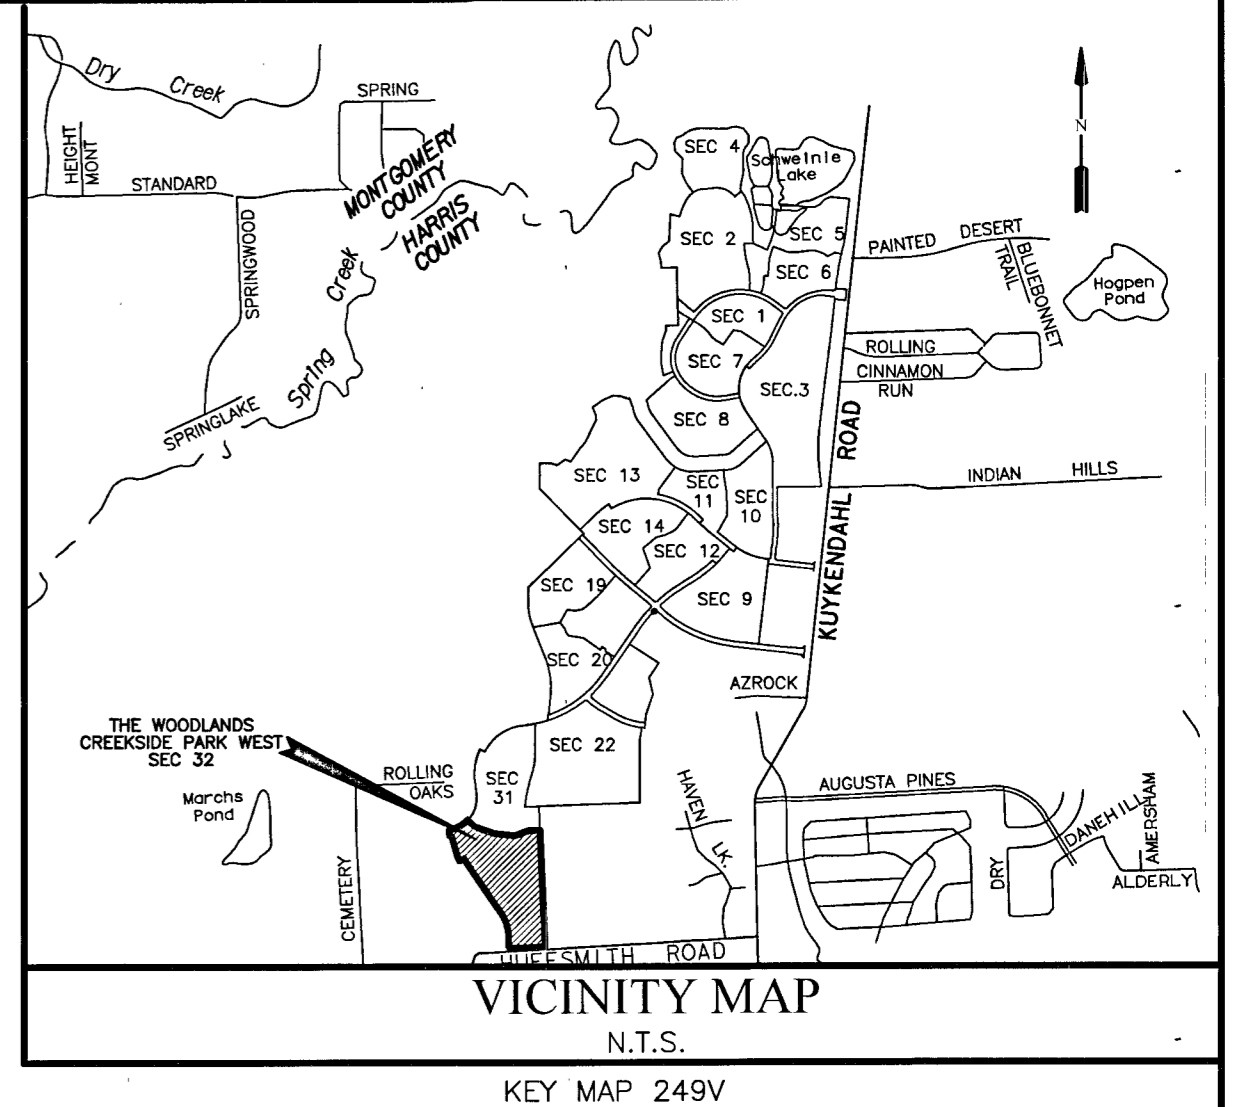 Dry Creek
SPRING
HEIGHT
MONT
STANDARD
MONTGOMERY
COUNTY
HARRIS
COUNTY
SPRINGWOOD
Spring Creek
SPRINGLAKE
N
SEC 4
Schweinle
Lake
SEC 2
SEC 5
SEC 6
PAINTED DESERT
BLUEBONNET
TRAIL
Hogpen
Pond
SEC 1
SEC 7
SEC.3
ROLLING
CINNAMON
RUN
SEC 8
KUYKENDAHL ROAD
INDIAN HILLS
SEC 13
SEC
11
SEC
10
SEC 14
SEC 12
SEC 19
SEC 9
SEC 20
AZROCK
THE WOODLANDS
CREEKSIDE PARK WEST
SEC 32
SEC 22
ROLLING
OAKS
SEC
31
Marchs
Pond
HAVEN
LK.
AUGUSTA PINES
DANEHILL
AMERSHAM
DRY
ALDERLY
CEMETERY
HUFFSMITH ROAD
VICINITY MAP
N.T.S.
KEY MAP 249V